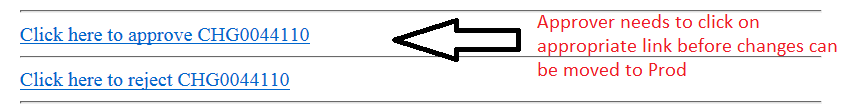 Click here to approve CHG0044110
Approver needs to click on
appropriate link before changes can
be moved to Prod
Click here to reject CHG0044110